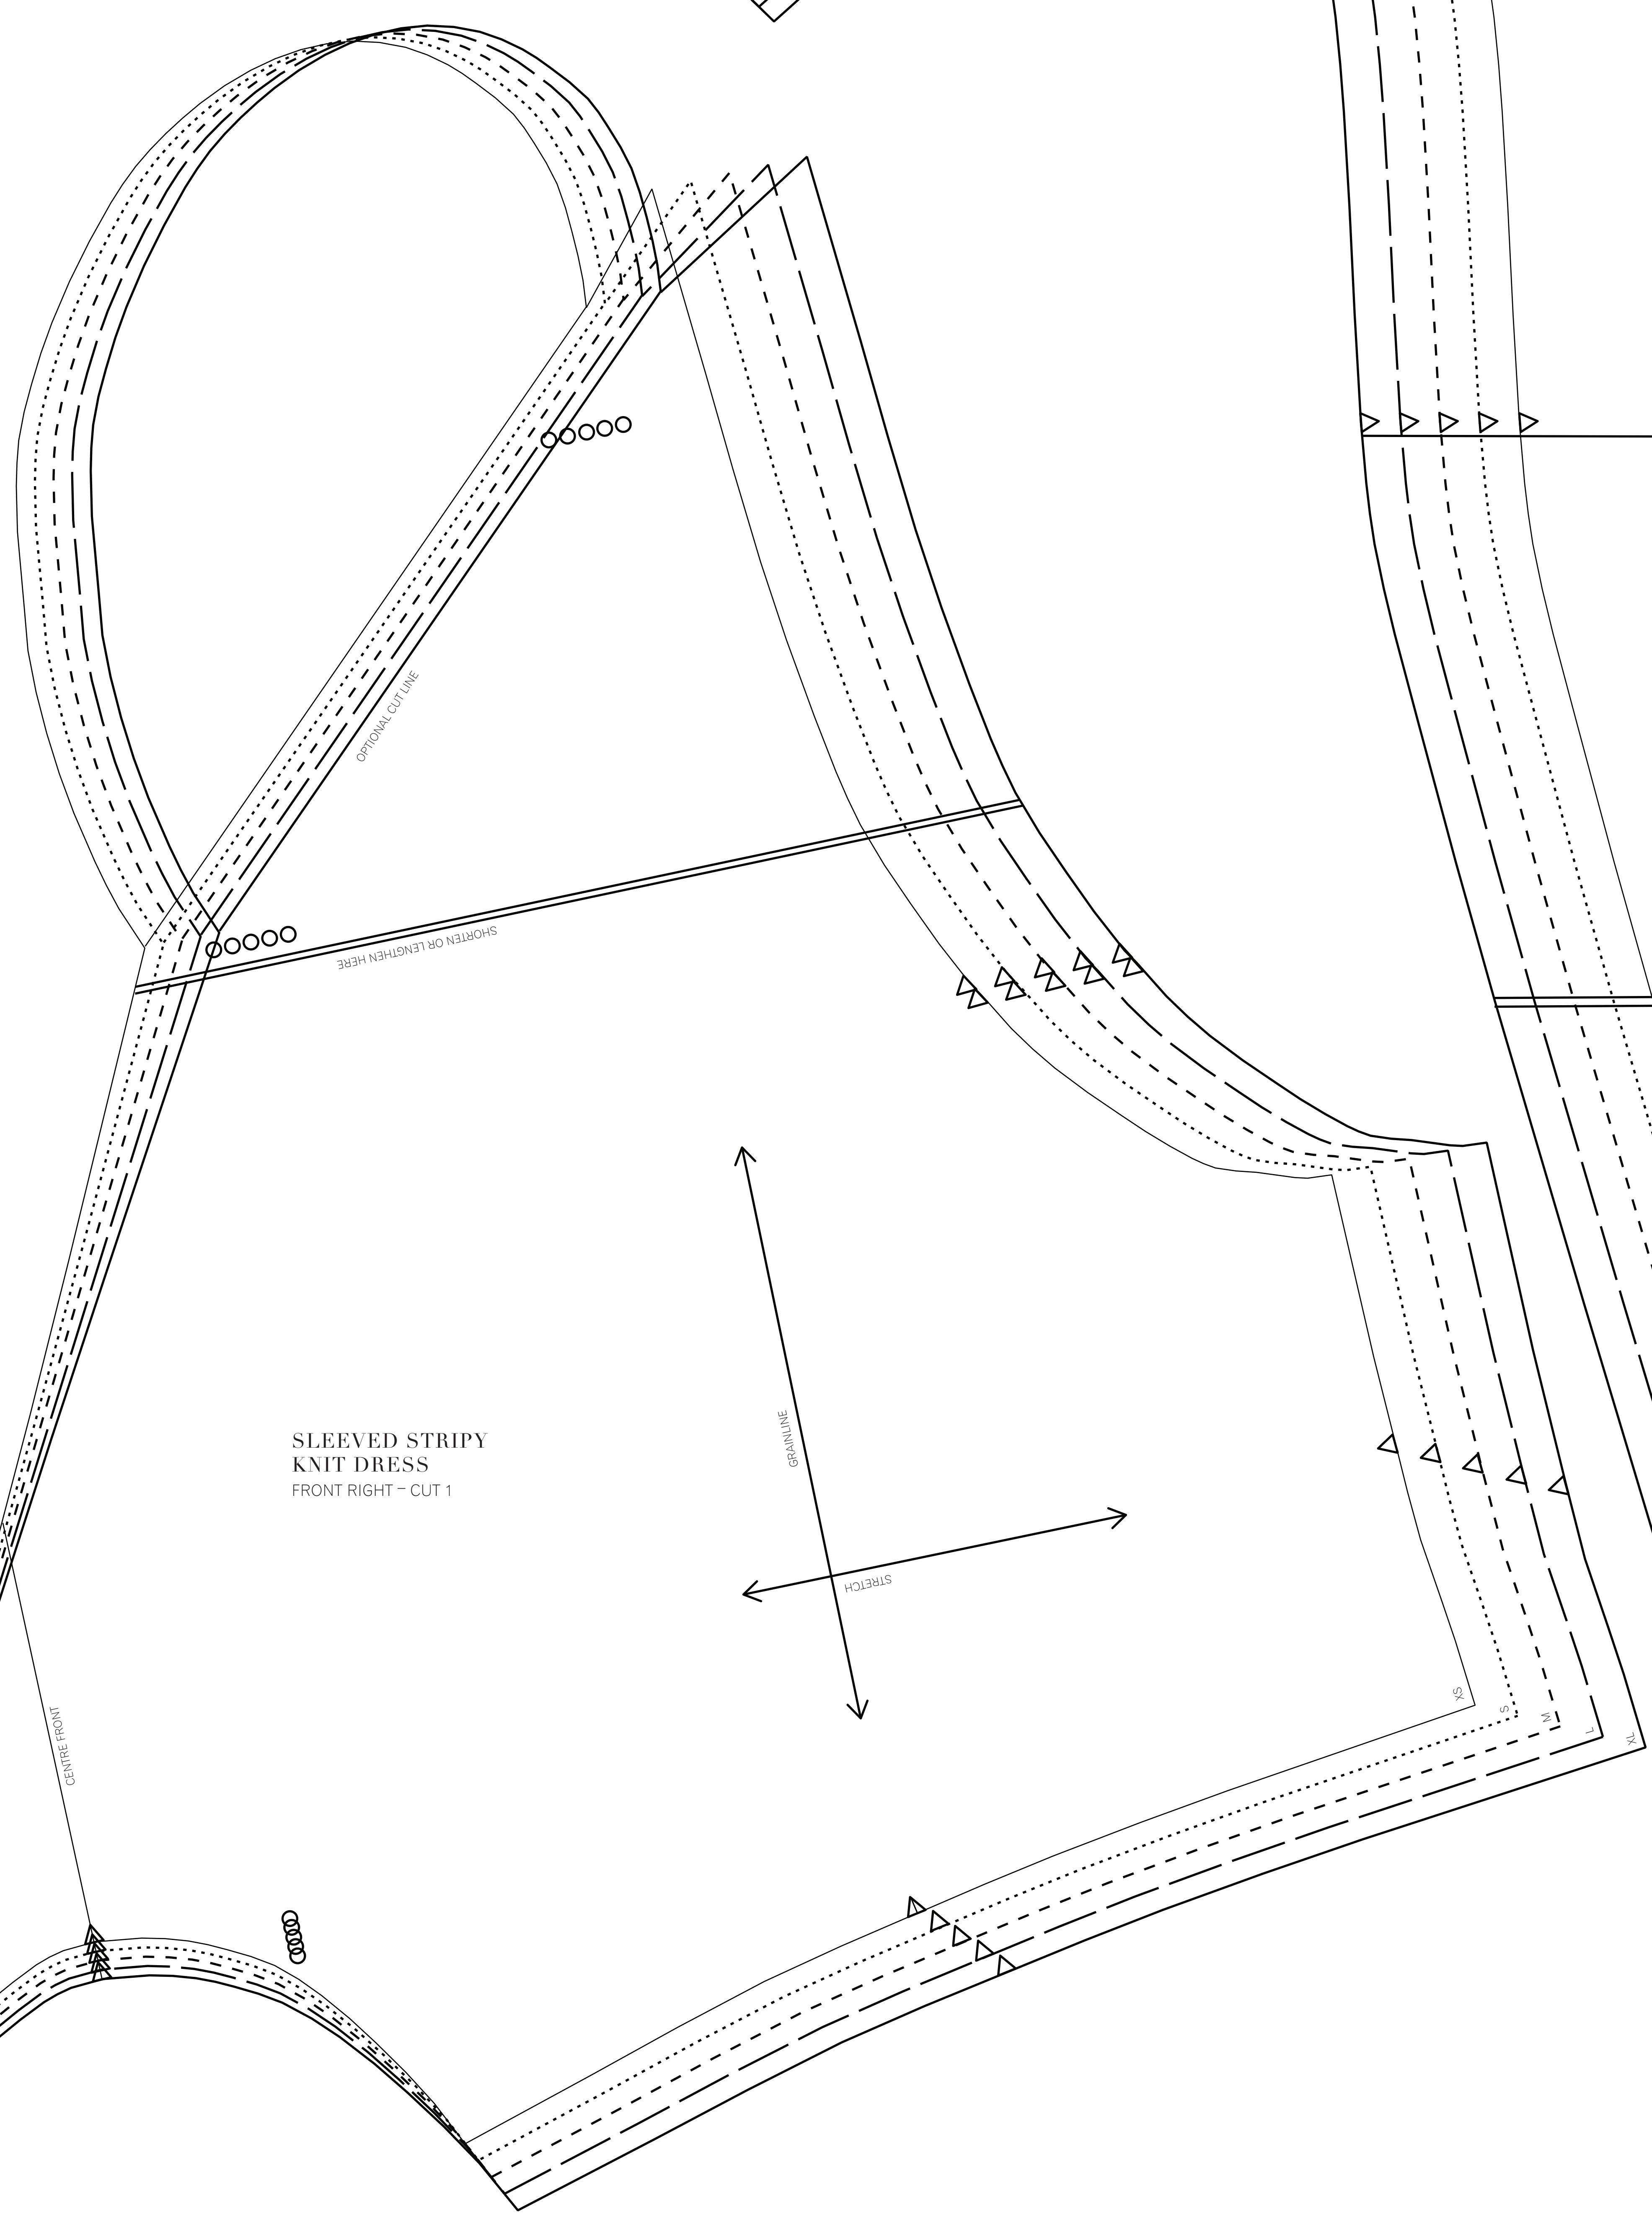 OPTIONAL CUT LINE
SHORTEN OR LENGTHEN HERE
GRAINLINE
SLEEVED STRIPY
KNIT DRESS
FRONT RIGHT – CUT 1
STRETCH
CENTRE FRONT
XS
S
M
L
XL